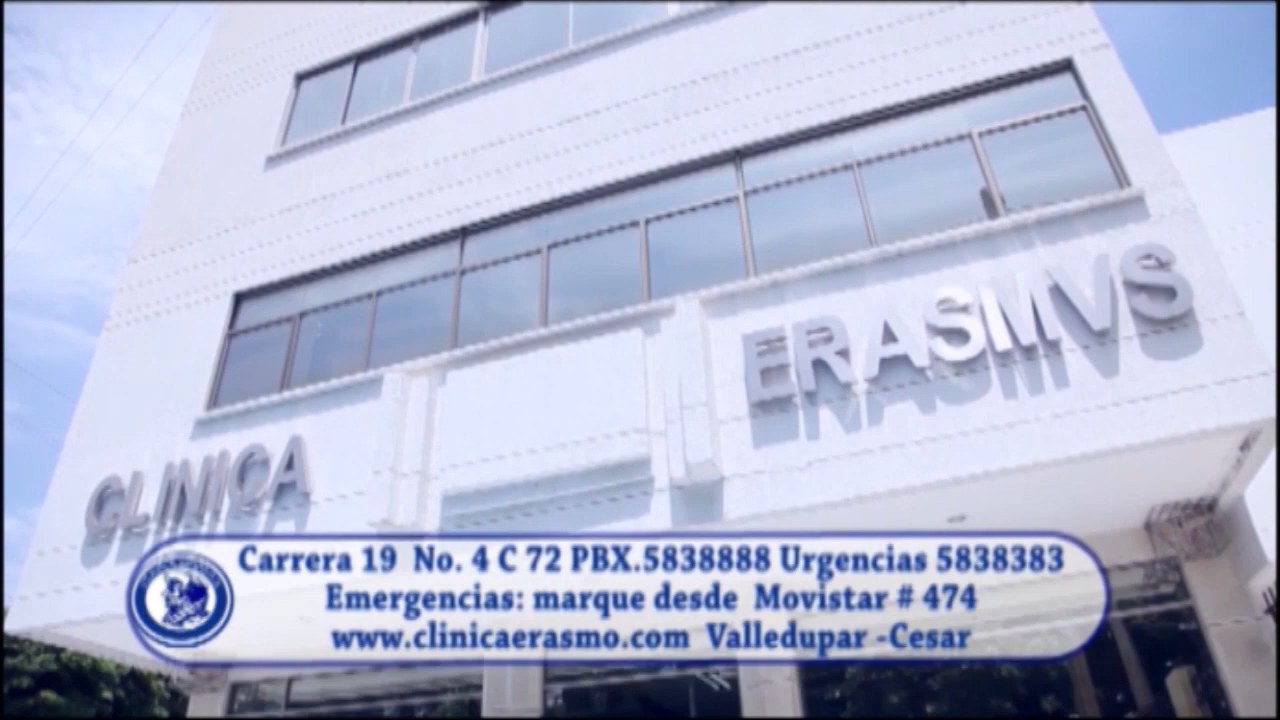 CLINICA ERASMVS
Carrera 19 No. 4 C 72 PBX.5838888 Urgencias 5838383
Emergencias: marque desde Movistar # 474
www.clinicaerasmo.com Valledupar -Cesar